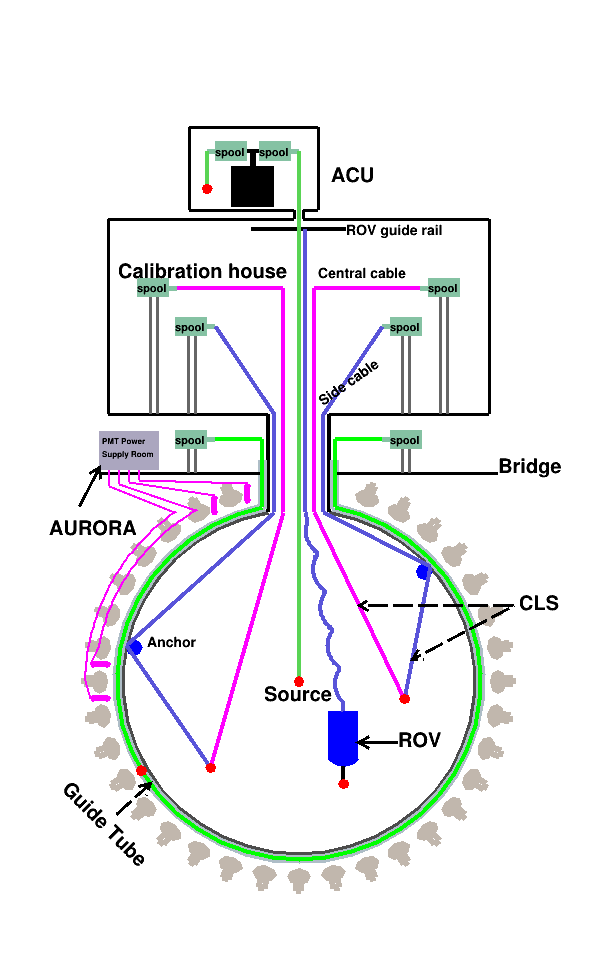 spool spool
ACU
ROV guide rail
Calibration house
Central cable
spool
spool
spool
spool
Side cable
PMT Power
Supply Room
spool
spool
Bridge
AURORA
CLS
Anchor
Source
ROV
Guide Tube